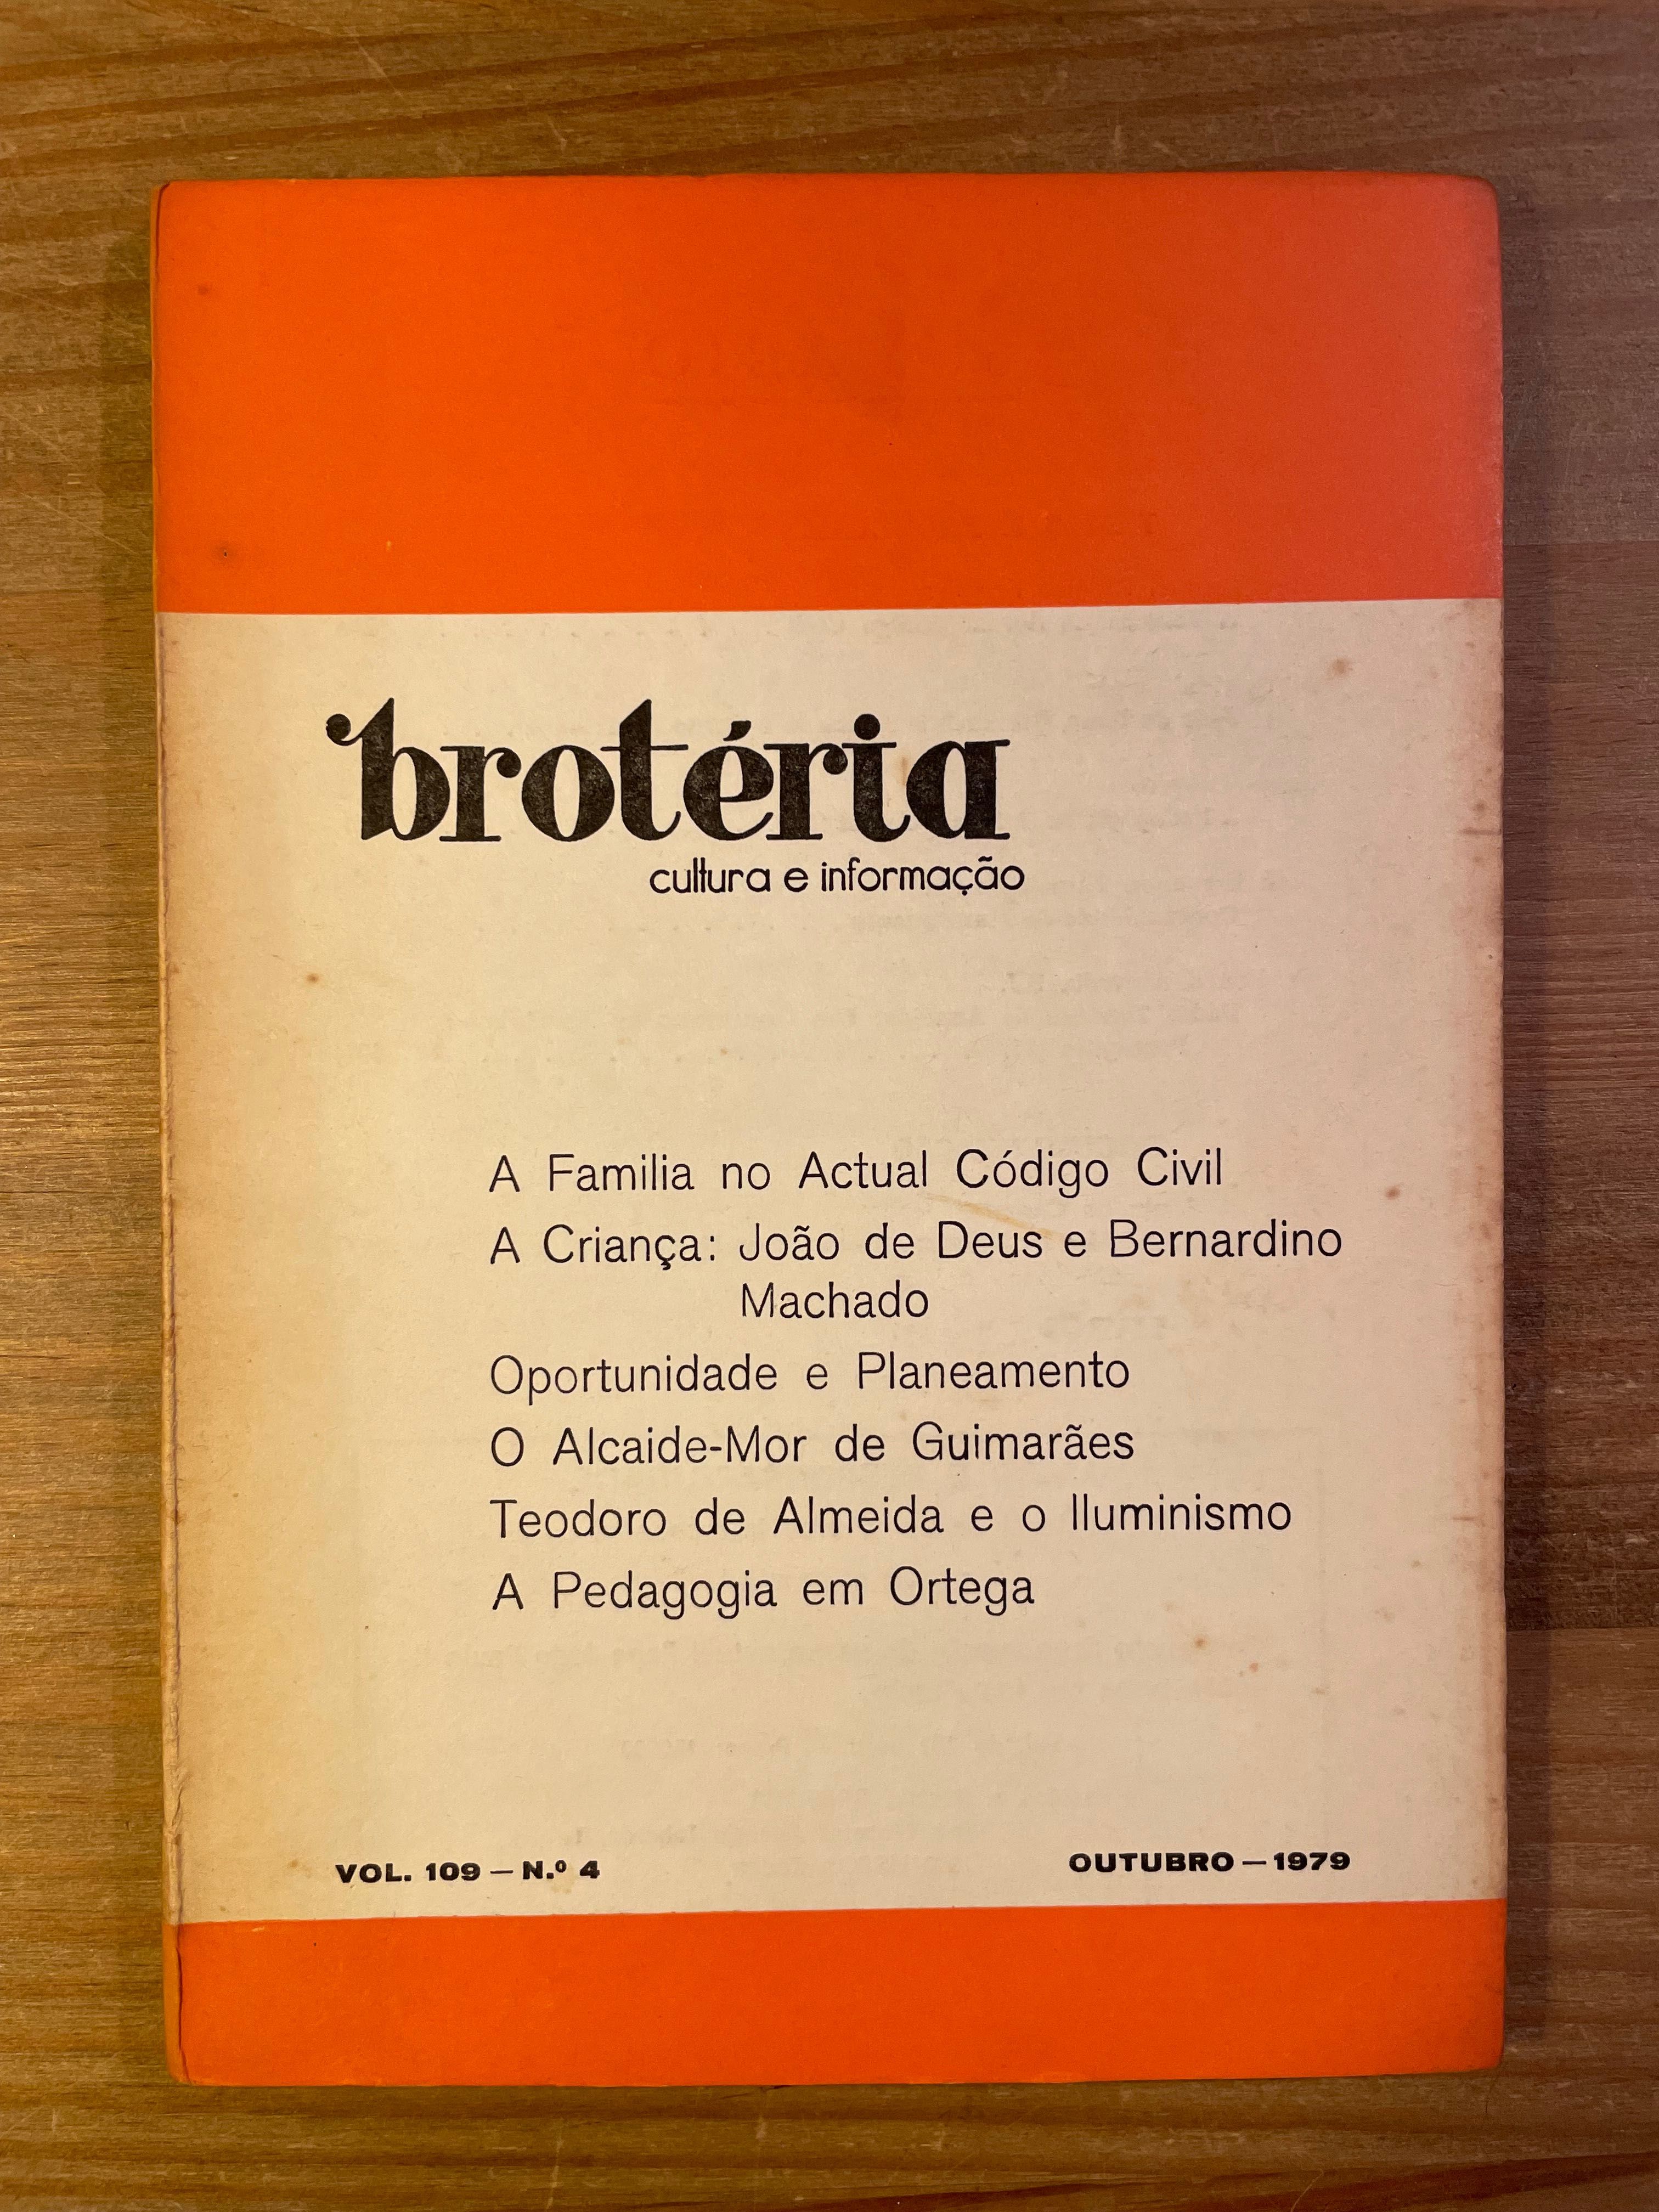 brotéria
cultura e informação
A Familia no Actual Código Civil
A Criança: João de Deus e Bernardino
Machado
Oportunidade e Planeamento
O Alcaide-Mor de Guimarães
Teodoro de Almeida e o Iluminismo
A Pedagogia em Ortega
VOL. 109 — N.º 4
OUTUBRO — 1979